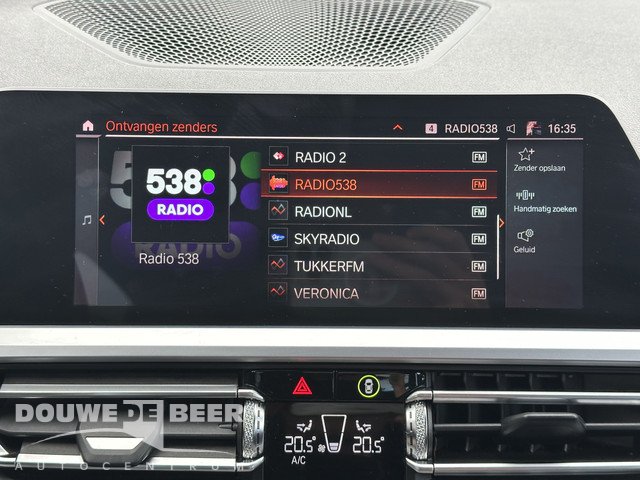 Ontvangen zenders
4 RADIO538 16:35
538
RADIO
Radio 538
RADIO 2 FM
RADIO538 FM
RADIONL FM
SKYRADIO FM
TUKKERFM FM
VERONICA FM
Zender opslaan
Handmatig zoeken
Geluid
20.5° 20.5°
A/C
DOUWE DE BEER
AUTOCENTRUM